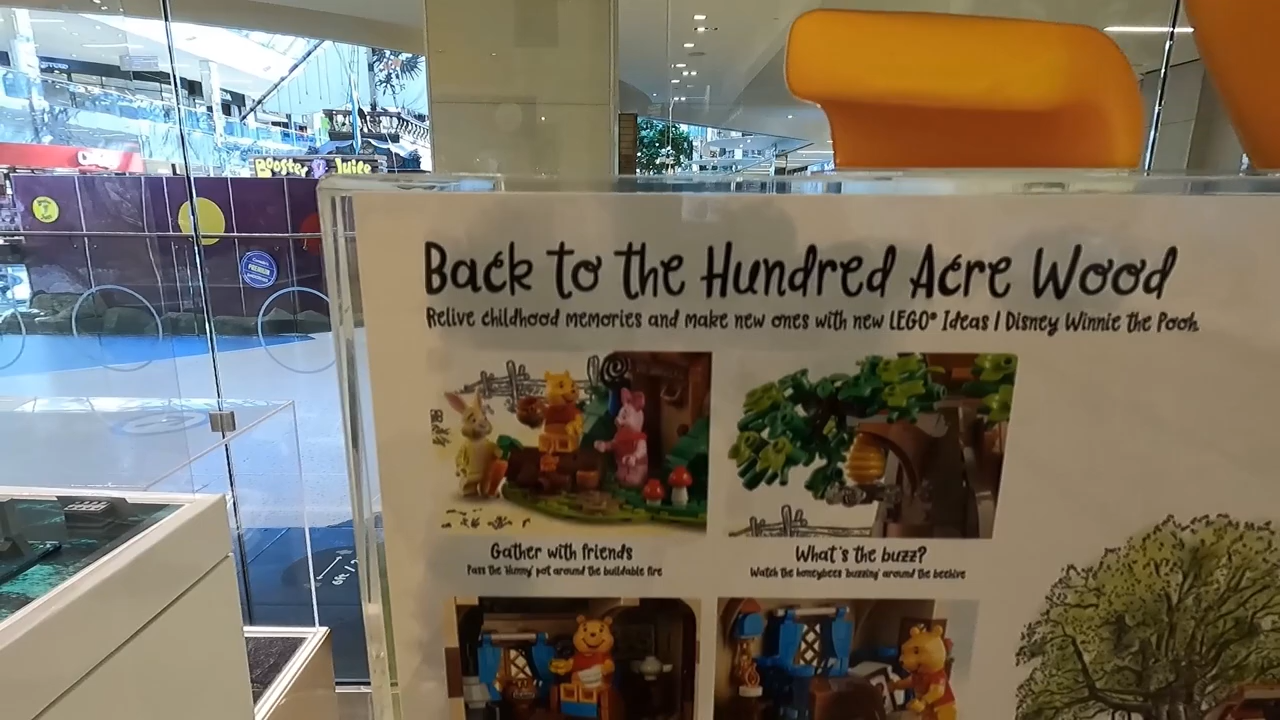 Booster Juice
PREMIUM
Back to the Hundred Acre Wood
Relive childhood memories and make new ones with new LEGO® Ideas | Disney Winnie the Pooh
Gather with friends
Pass the 'Hunny' pot around the buildable fire
What's the buzz?
Watch the honeybees 'buzzing' around the beehive